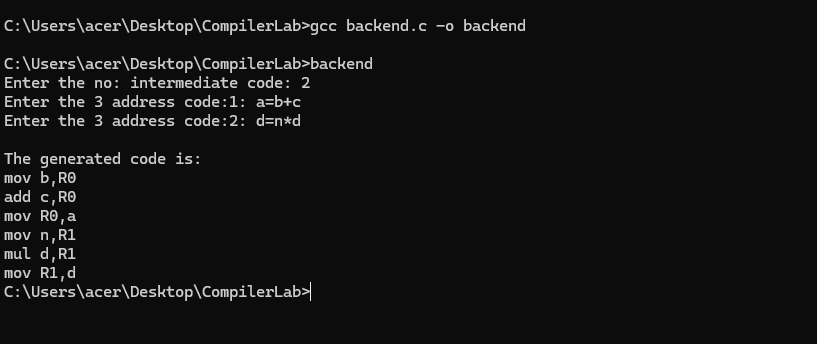 C:\Users\acer\Desktop\CompilerLab>gcc backend.c -o backend
C:\Users\acer\Desktop\CompilerLab>backend
Enter the no: intermediate code: 2
Enter the 3 address code:1: a=b+c
Enter the 3 address code:2: d=n*d
The generated code is:
mov b,R0
add c,R0
mov R0,a
mov n,R1
mul d,R1
mov R1,d
C:\Users\acer\Desktop\CompilerLab>